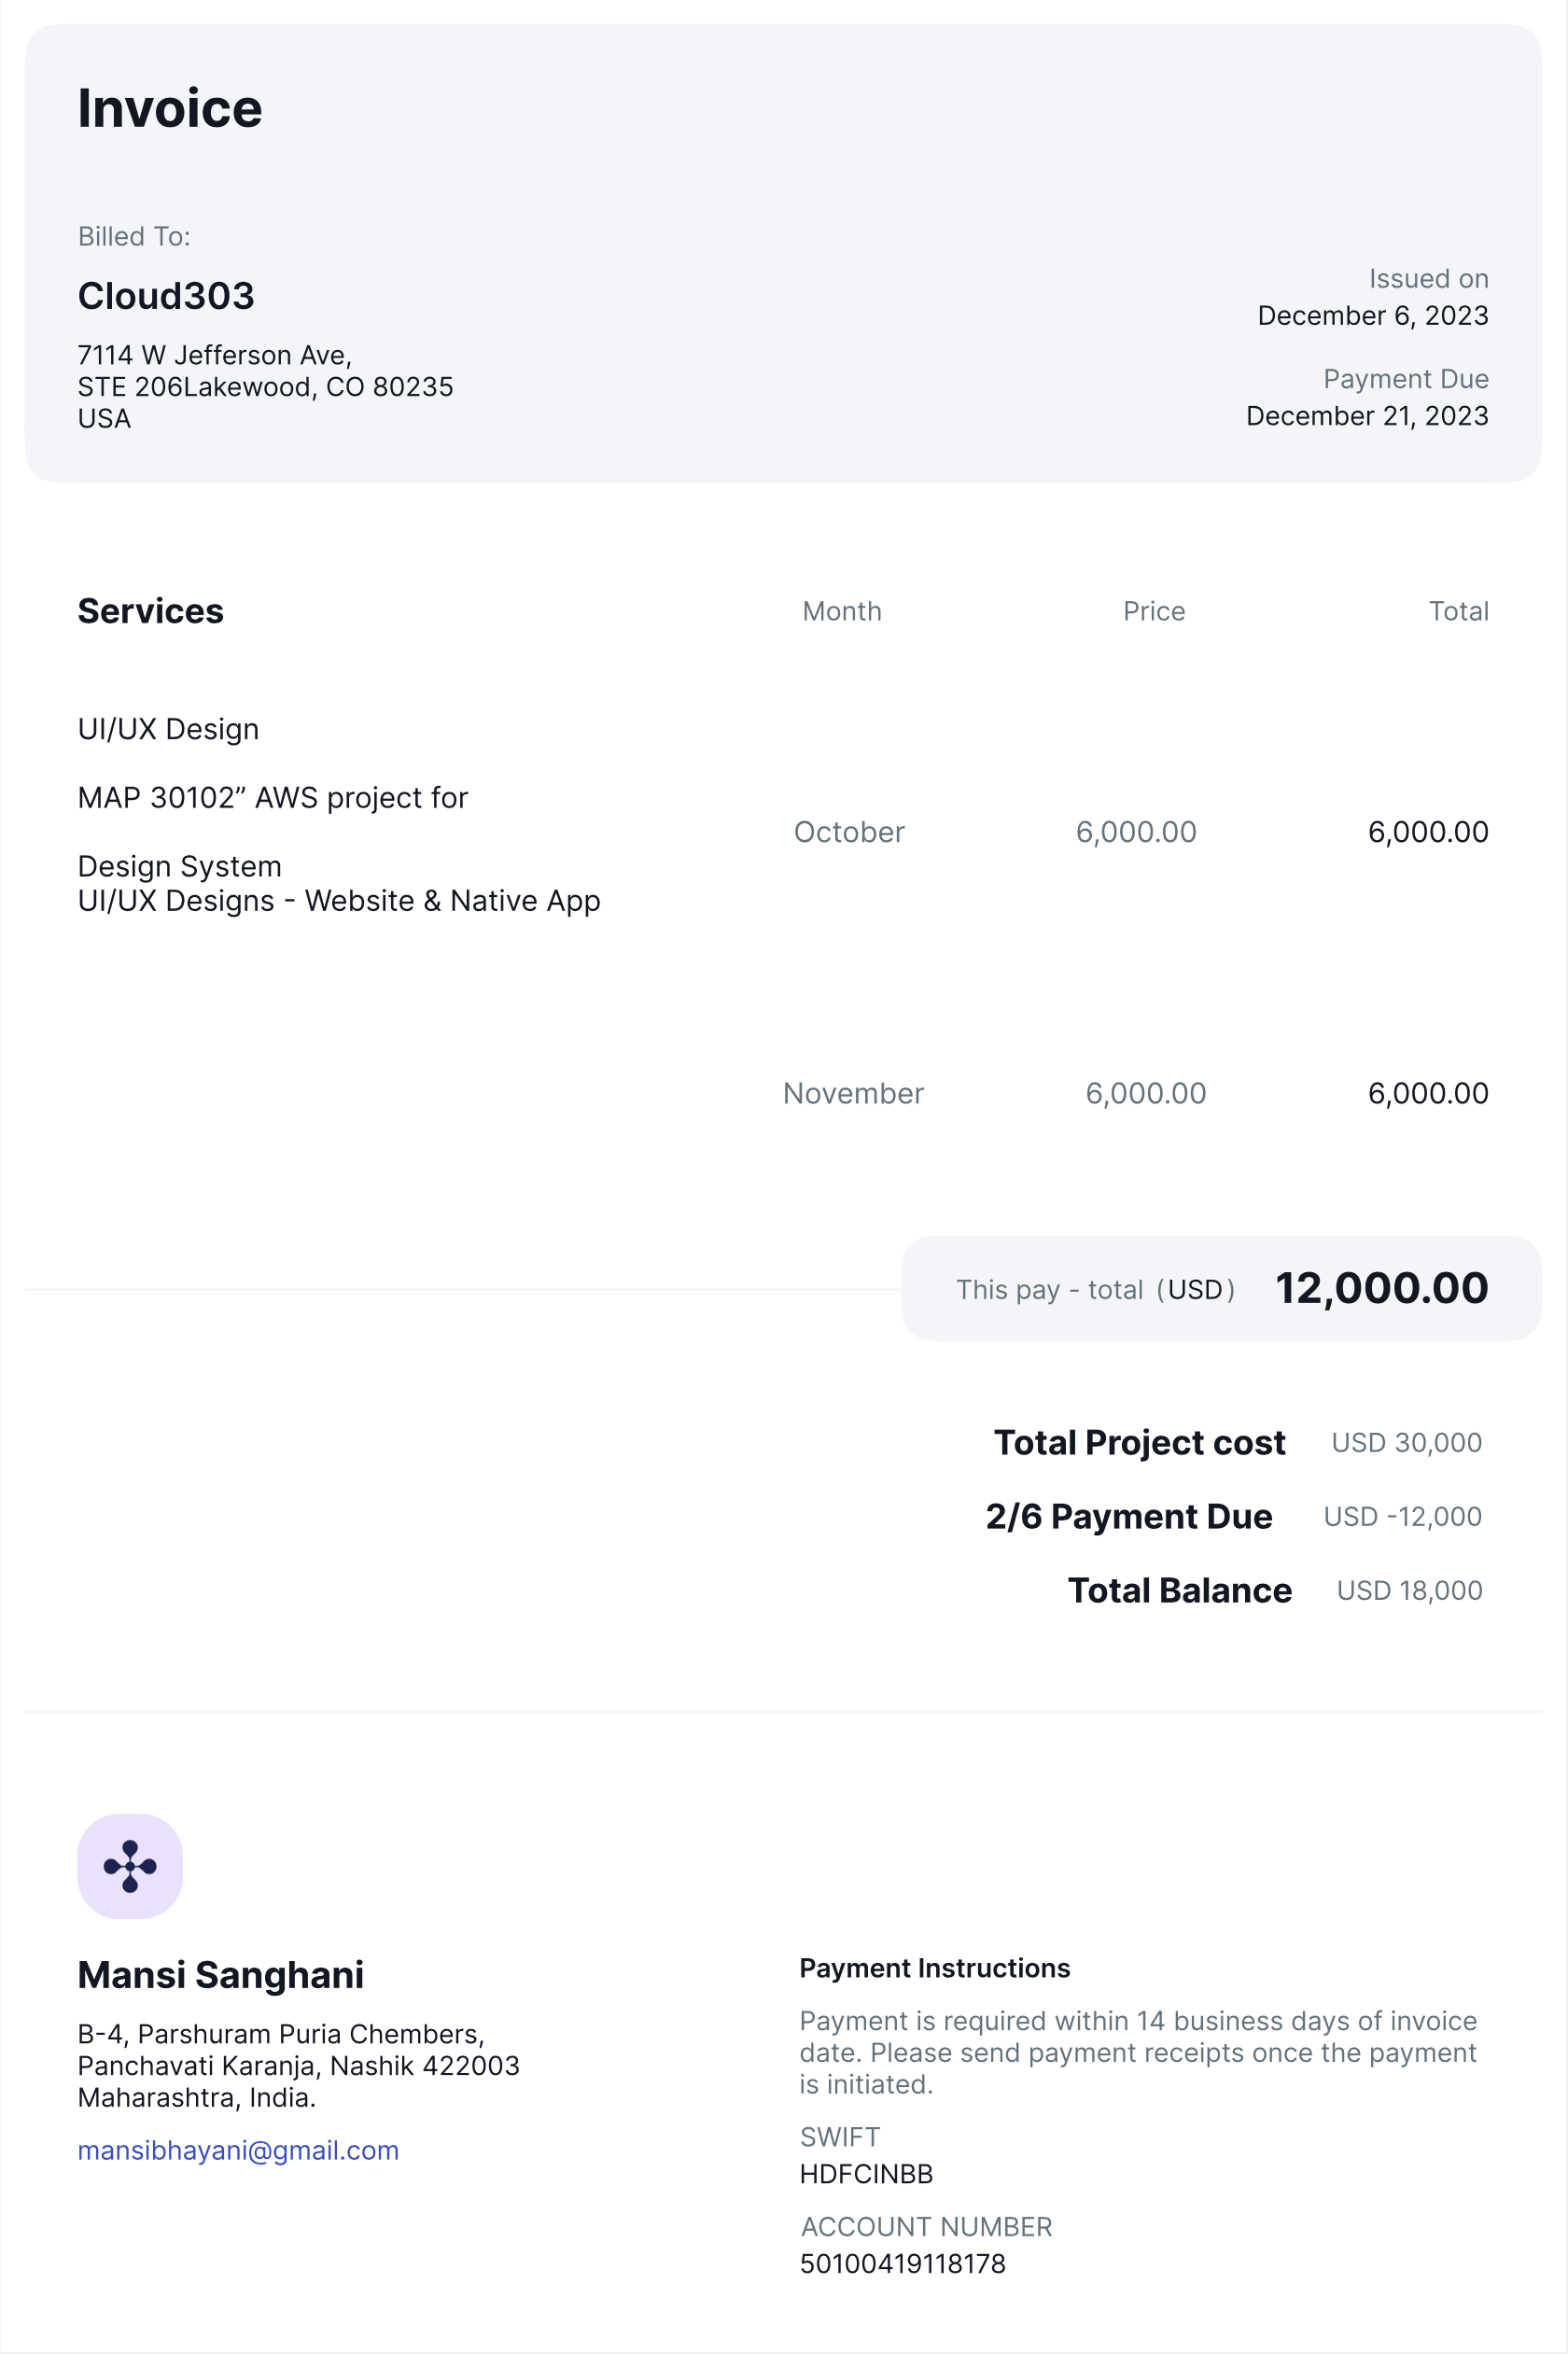 Invoice
Billed To:
Cloud303
7114 W Jefferson Ave,
STE 206Lakewood, CO 80235
USA
Issued on
December 6, 2023
Payment Due
December 21, 2023
Services Month Price Total
UI/UX Design
MAP 30102” AWS project for
Design System
UI/UX Designs - Website & Native App
October 6,000.00 6,000.00
November 6,000.00 6,000.00
This pay - total (USD) 12,000.00
Total Project cost USD 30,000
2/6 Payment Due USD -12,000
Total Balance USD 18,000
Mansi Sanghani
B-4, Parshuram Puria Chembers,
Panchavati Karanja, Nashik 422003
Maharashtra, India.
mansibhayani@gmail.com
Payment Instructions
Payment is required within 14 business days of invoice
date. Please send payment receipts once the payment
is initiated.
SWIFT
HDFCINBB
ACCOUNT NUMBER
50100419118178